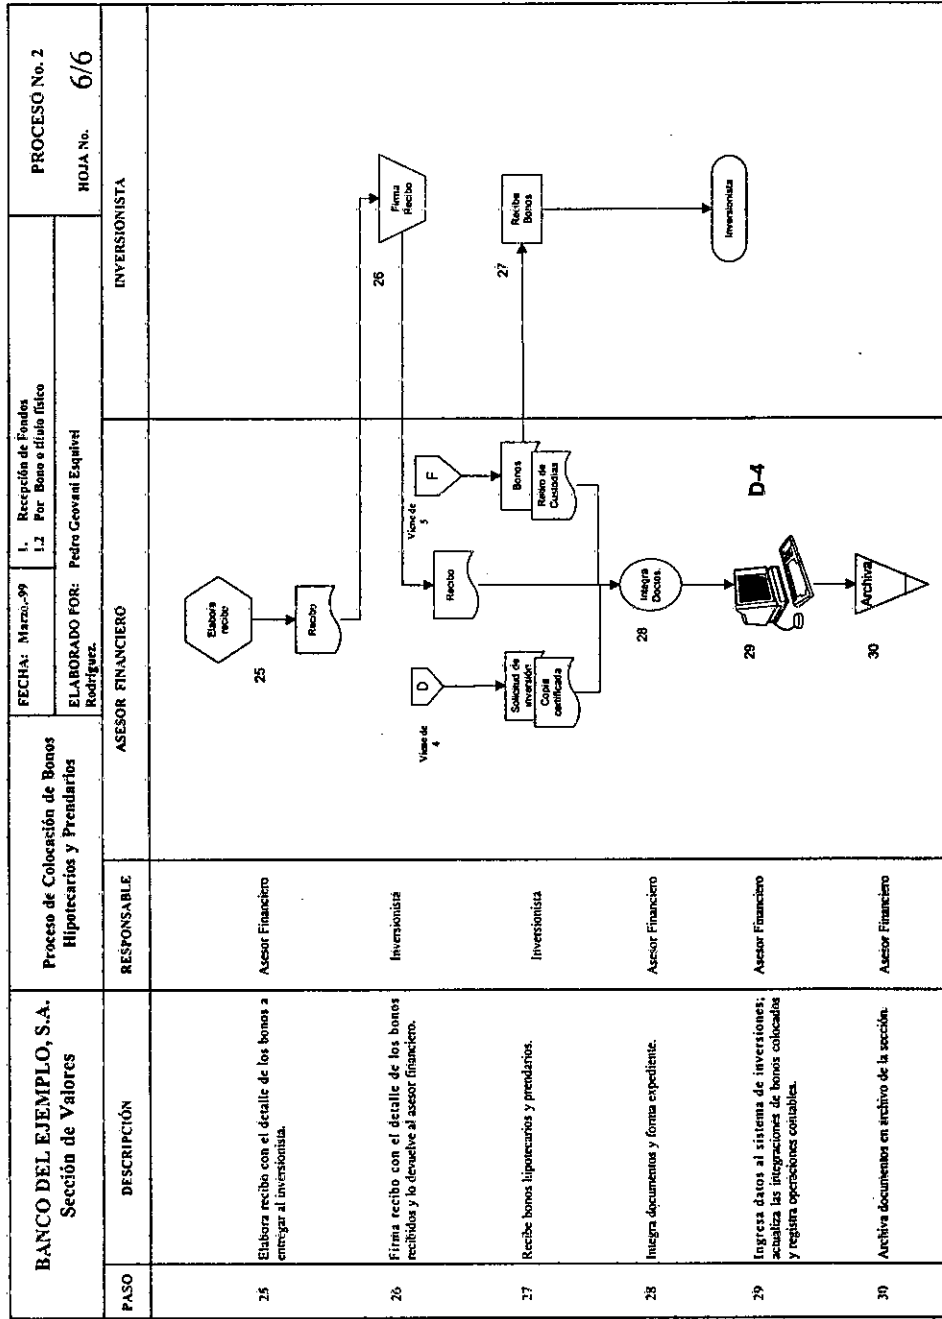 BANCO DEL EJEMPLO, S.A.
Sección de Valores
Proceso de Colocación de Bonos
Hipotecarios y Prendarios
FECHA: Marzo.-99
1. Recepción de Fondos
1.2 Por Bono o título físico
ELABORADO POR: Pedro Geovani Esquivel
Rodríguez.
PROCESO No. 2
HOJA No. 6/6
PASO
DESCRIPCIÓN
RESPONSABLE
ASESOR FINANCIERO
INVERSIONISTA
25
Elabora recibo con el detalle de los bonos a
entregar al inversionista.
Asesor Financiero
26
Firma recibo con el detalle de los bonos
recibidos y lo devuelve al asesor financiero.
Inversionista
27
Recibe bonos hipotecarios y prendarios.
Inversionista
28
Integra documentos y forma expediente.
Asesor Financiero
29
Ingresa datos al sistema de inversiones;
actualiza las integraciones de bonos colocados
y registra operaciones contables.
Asesor Financiero
30
Archiva documentos en archivo de la sección.
Asesor Financiero
25
Elabora
recibo
Recibo
26
Firma
Recibo
Viene de
4
D
Solicitud de
inversión
Copia
certificada
Recibo
Viene de
5
F
Bonos
Retiro de
Custodias
27
Recibe
Bonos
Inversionista
28
Integra
Doctos.
29
D-4
30
Archiva